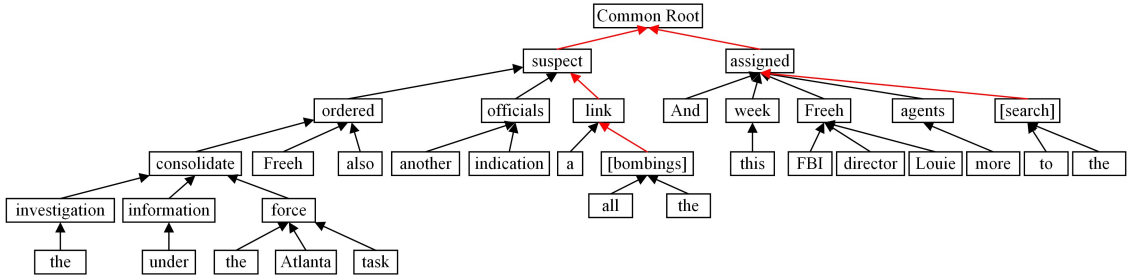 Common Root
suspect assigned
ordered officials link And week Freeh agents [search]
consolidate Freeh also another indication a [bombings] this FBI director Louie more to the
investigation information force all the
the under the Atlanta task